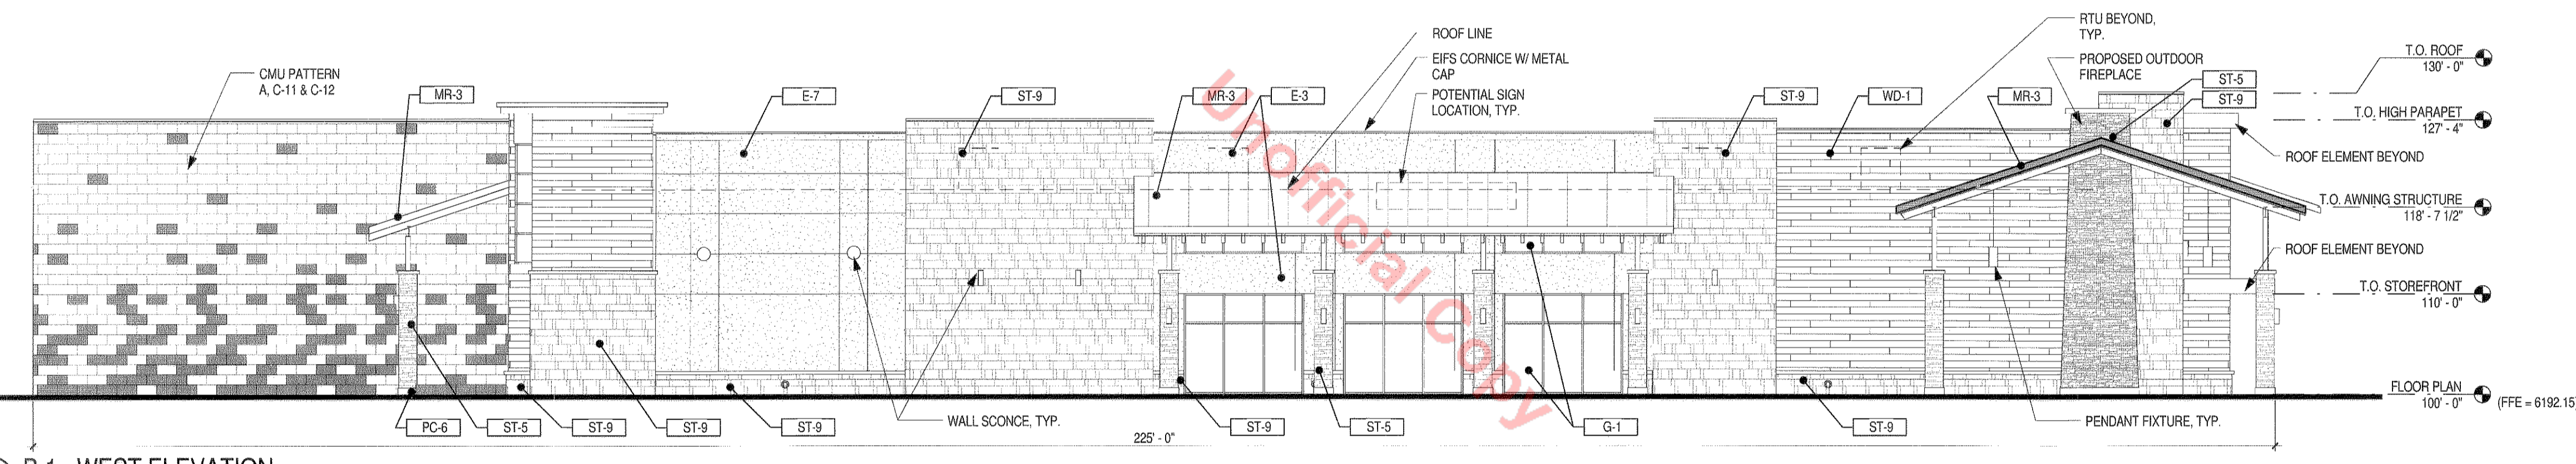 ROOF LINE
EIFS CORNICE W/ METAL
CAP
POTENTIAL SIGN
LOCATION, TYP.
RTU BEYOND,
TYP.
PROPOSED OUTDOOR
FIREPLACE
CMU PATTERN
A, C-11 & C-12
MR-3
E-7
ST-9
MR-3
E-3
ST-9
WD-1
MR-3
ST-5
ST-9
T.O. ROOF
130' - 0"
T.O. HIGH PARAPET
127' - 4"
ROOF ELEMENT BEYOND
T.O. AWNING STRUCTURE
118' - 7 1/2"
ROOF ELEMENT BEYOND
T.O. STOREFRONT
110' - 0"
FLOOR PLAN
100' - 0"
(FFE = 6192.15)
Unofficial Copy
PC-6
ST-5
ST-9
ST-9
ST-9
WALL SCONCE, TYP.
ST-9
ST-5
G-1
ST-9
PENDANT FIXTURE, TYP.
225' - 0"
WEST ELEVATION